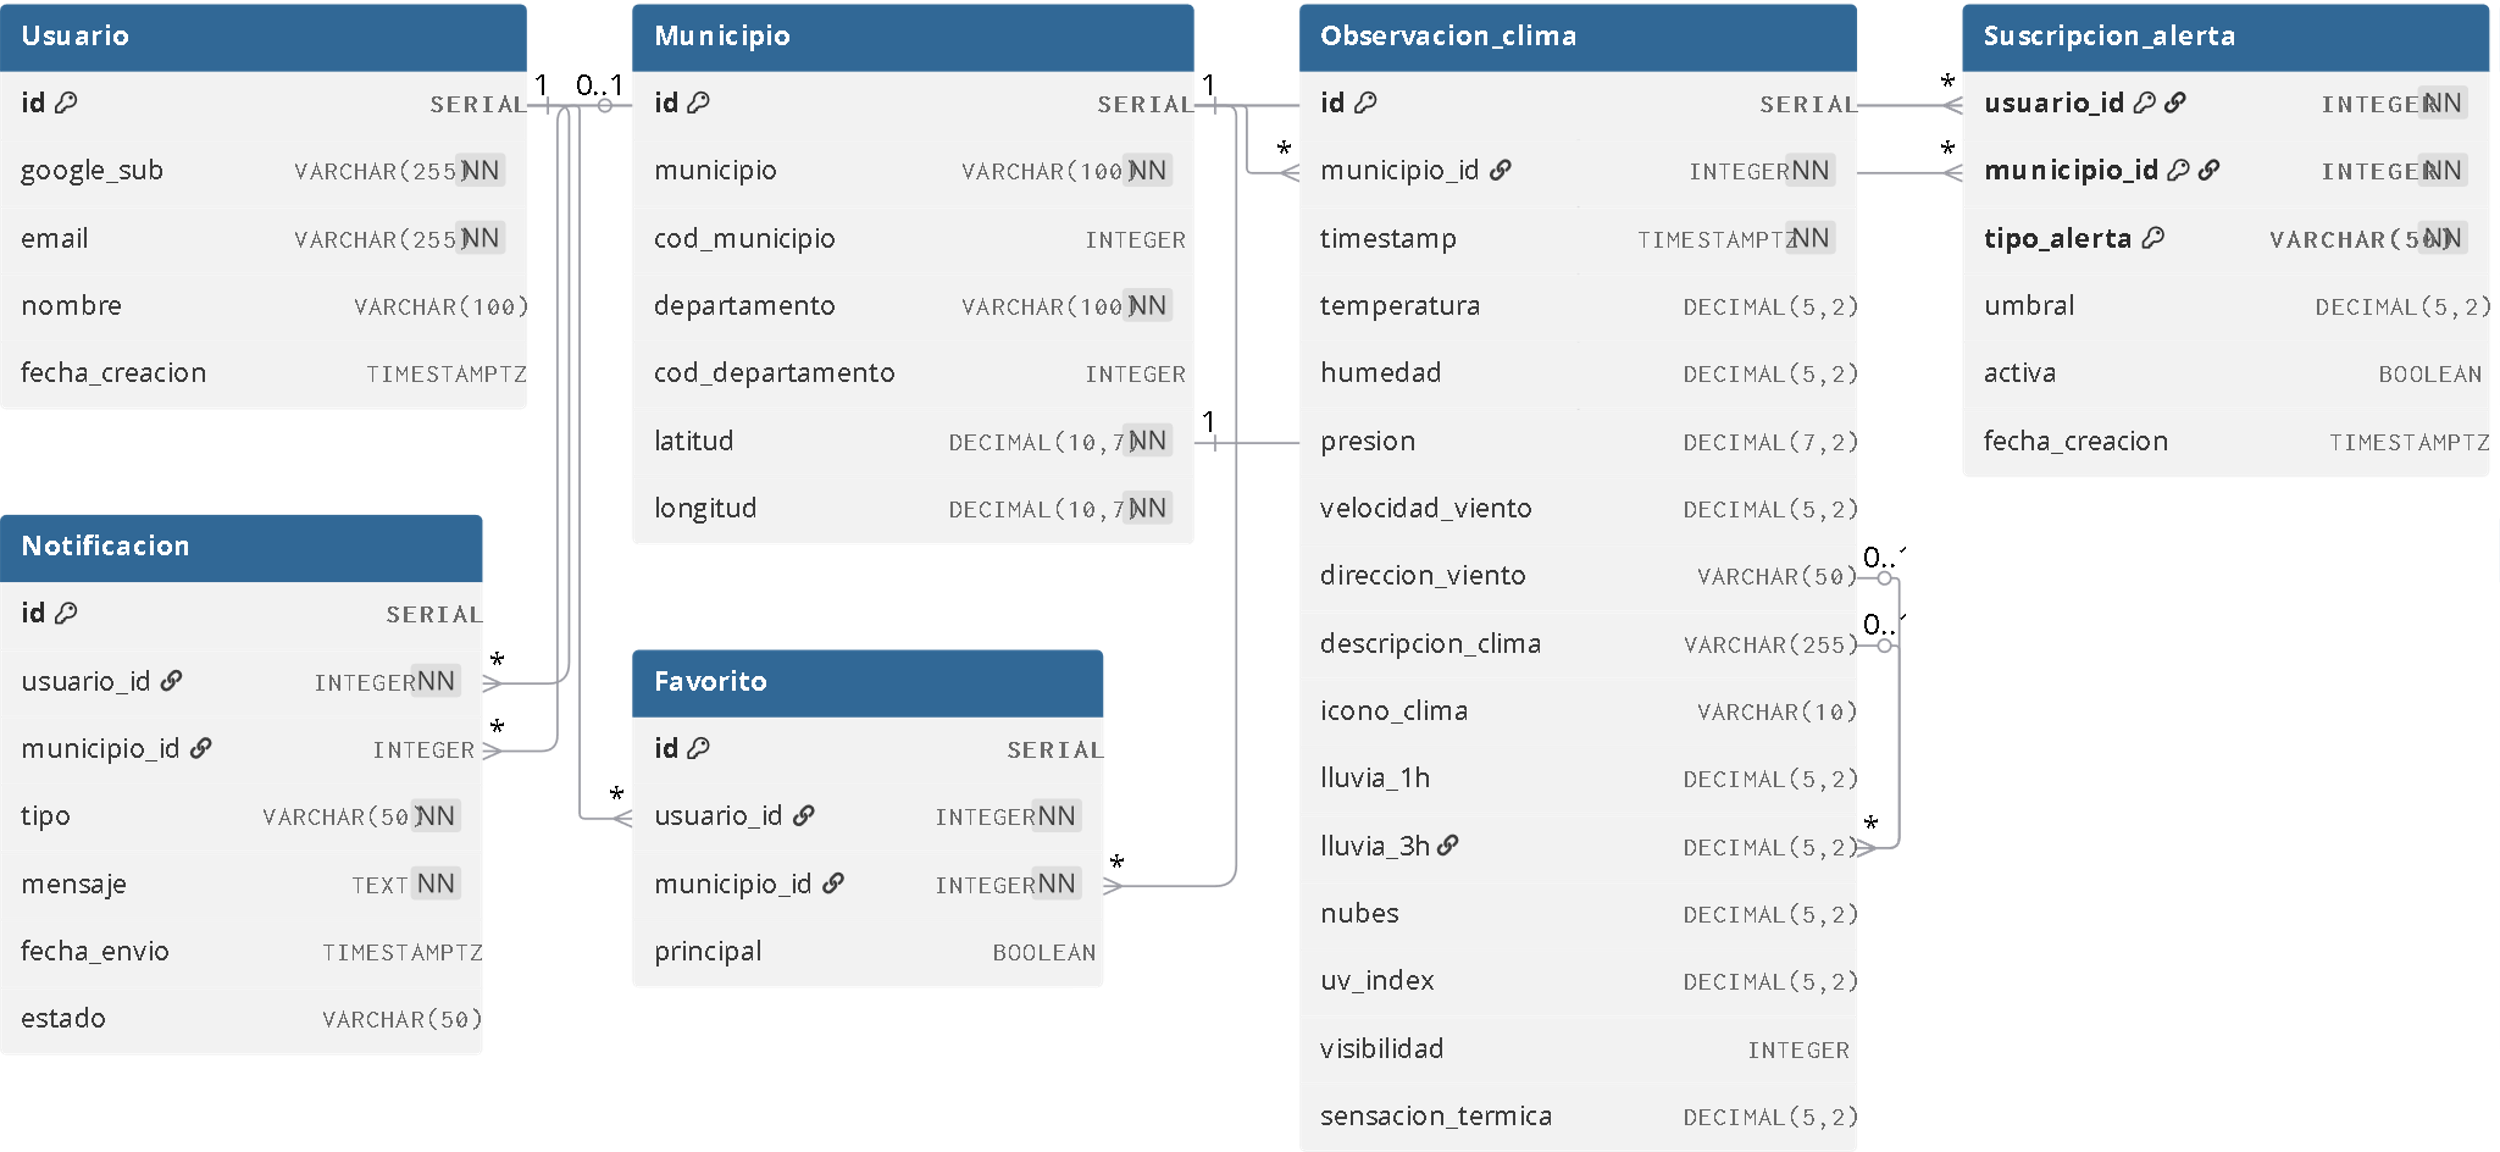 Usuario
id SERIAL
google_sub VARCHAR(255) NN
email VARCHAR(255) NN
nombre VARCHAR(100)
fecha_creacion TIMESTAMPTZ
1
0..1
Municipio
id SERIAL
municipio VARCHAR(100) NN
cod_municipio INTEGER
departamento VARCHAR(100) NN
cod_departamento INTEGER
latitud DECIMAL(10,7) NN
longitud DECIMAL(10,7) NN
1
*
1
Observacion_clima
id SERIAL
municipio_id INTEGER NN
timestamp TIMESTAMPTZ NN
temperatura DECIMAL(5,2)
humedad DECIMAL(5,2)
presion DECIMAL(7,2)
velocidad_viento DECIMAL(5,2)
direccion_viento VARCHAR(50)
descripcion_clima VARCHAR(255)
icono_clima VARCHAR(10)
lluvia_1h DECIMAL(5,2)
lluvia_3h DECIMAL(5,2)
nubes DECIMAL(5,2)
uv_index DECIMAL(5,2)
visibilidad INTEGER
sensacion_termica DECIMAL(5,2)
0..
0..
*
*
*
Suscripcion_alerta
usuario_id INTEGER NN
municipio_id INTEGER NN
tipo_alerta VARCHAR(50) NN
umbral DECIMAL(5,2)
activa BOOLEAN
fecha_creacion TIMESTAMPTZ
Notificacion
id SERIAL
usuario_id INTEGER NN
municipio_id INTEGER
tipo VARCHAR(50) NN
mensaje TEXT NN
fecha_envio TIMESTAMPTZ
estado VARCHAR(50)
*
*
*
Favorito
id SERIAL
usuario_id INTEGER NN
municipio_id INTEGER NN
principal BOOLEAN
*